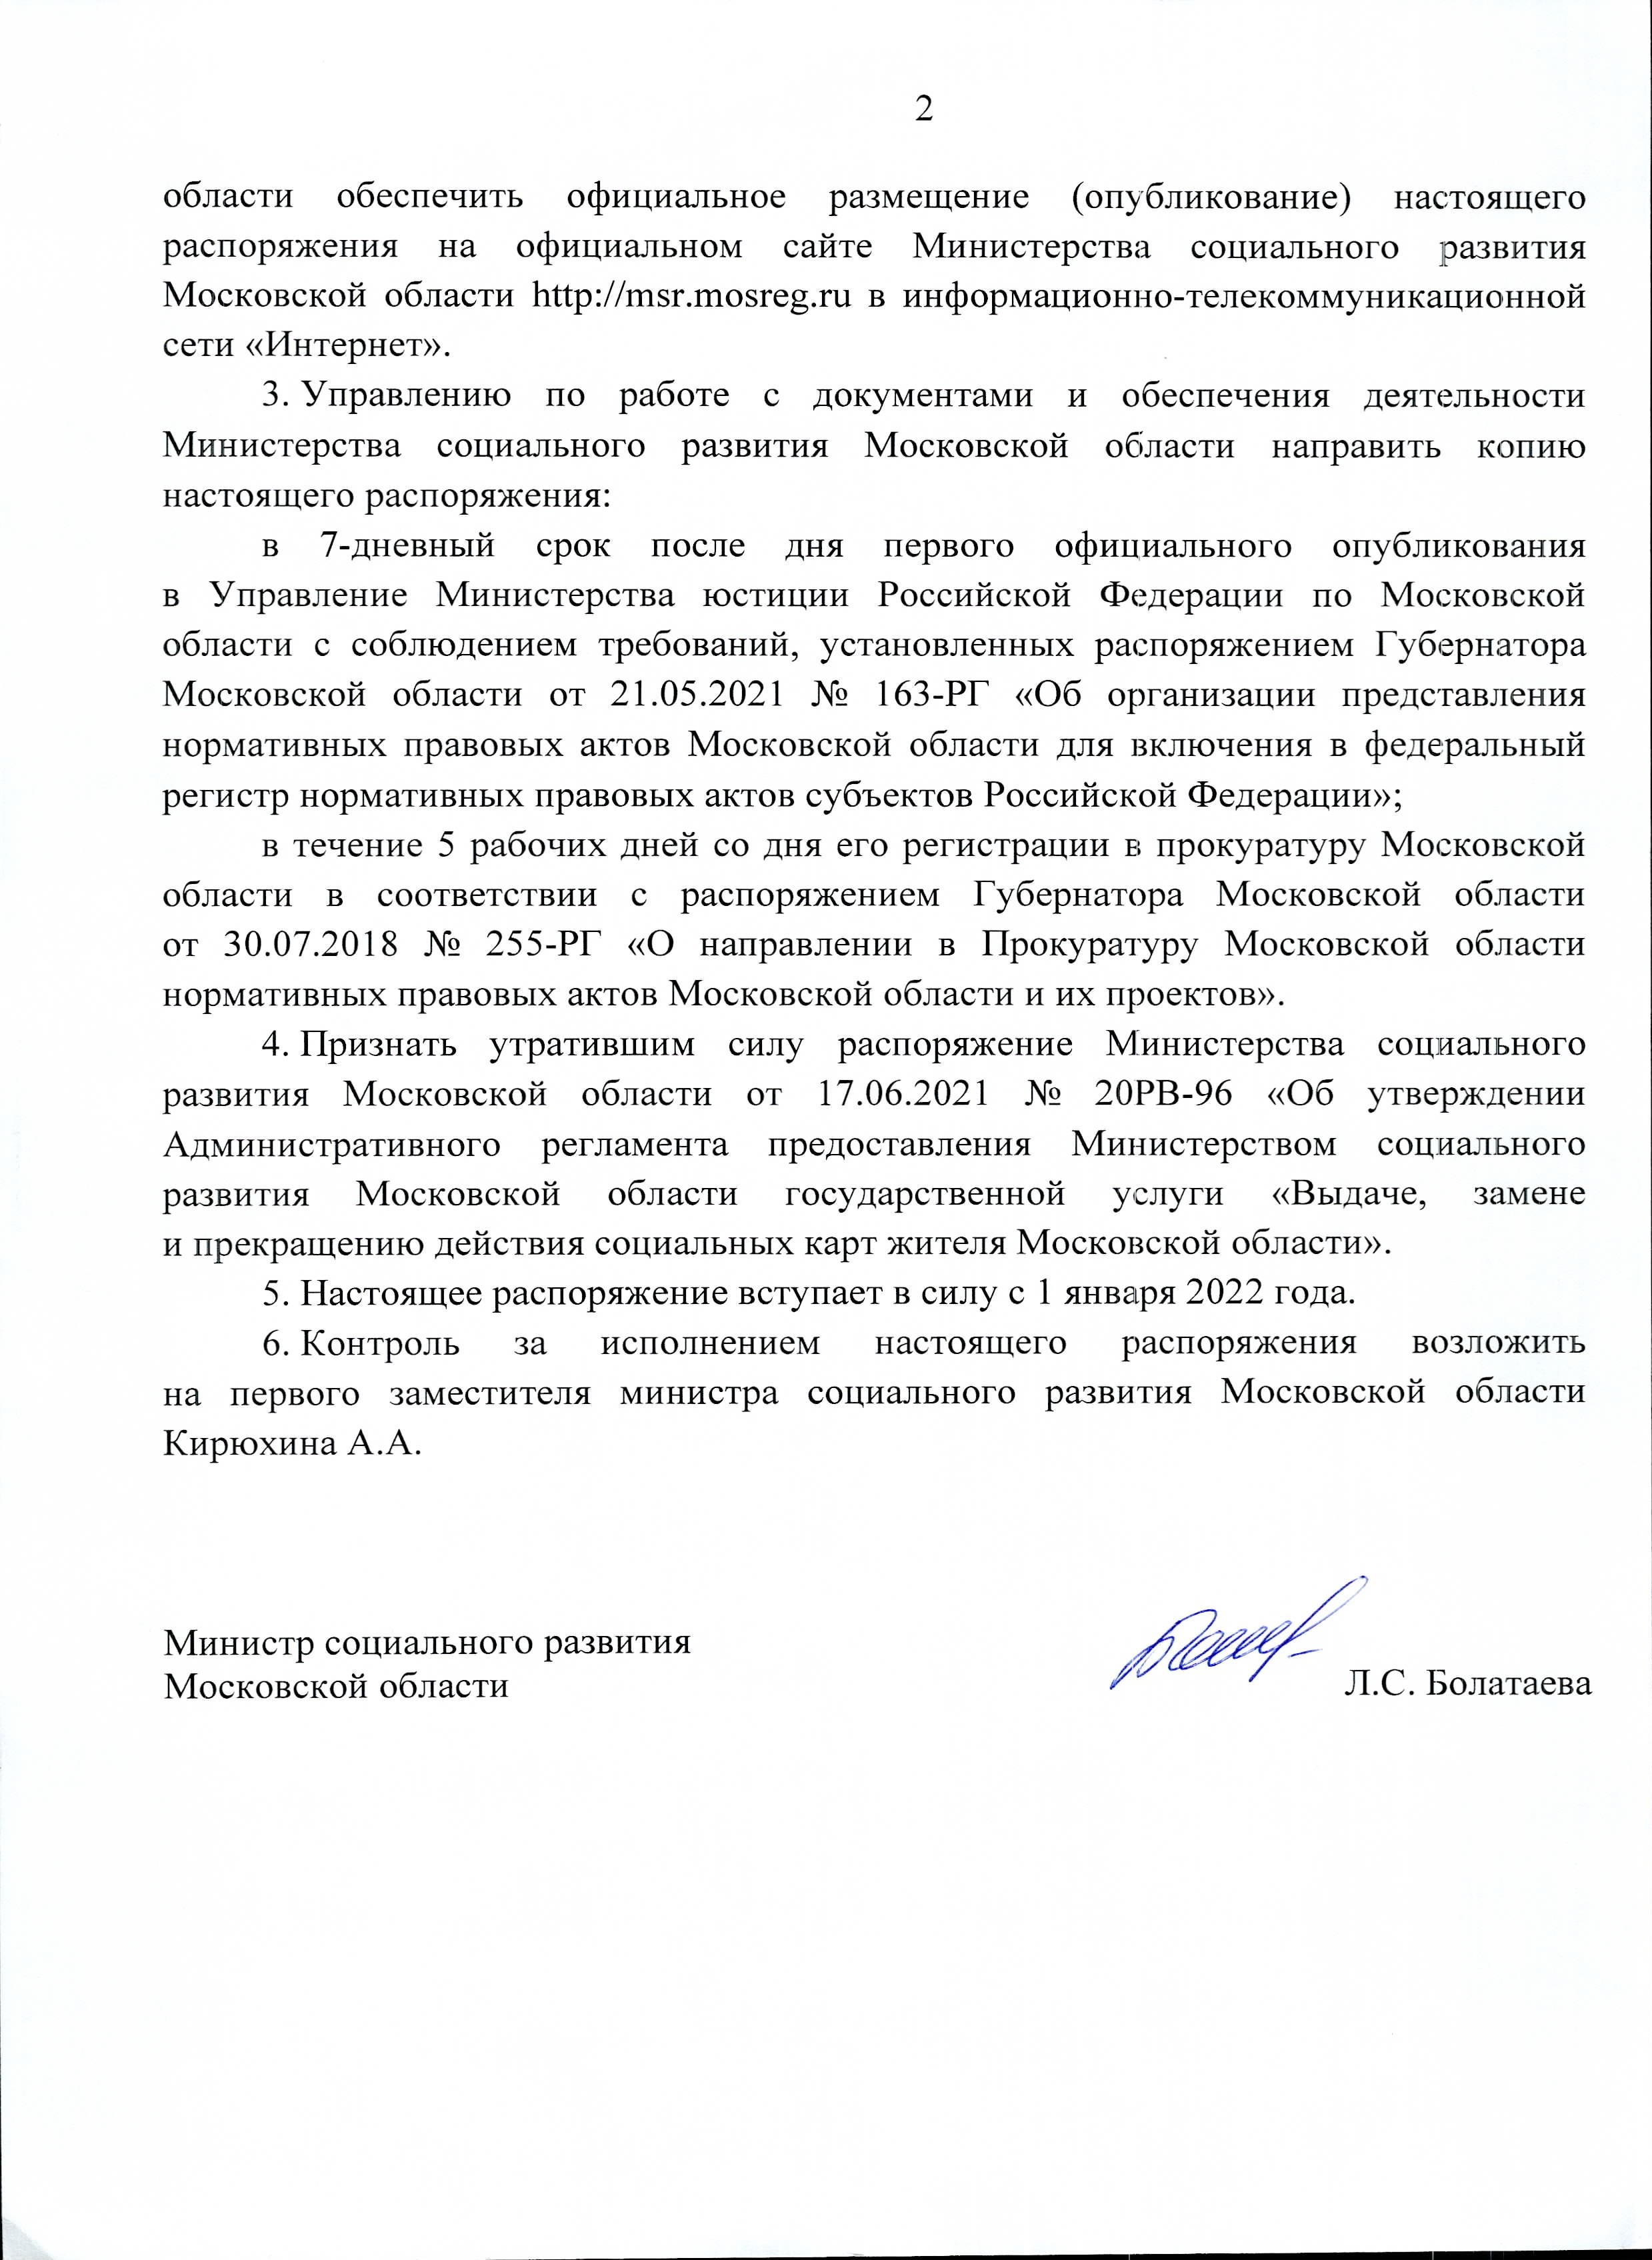 2
области обеспечить официальное размещение (опубликование) настоящего
распоряжения на официальном сайте Министерства социального развития
Московской области http://msr.mosreg.ru в информационно-телекоммуникационной
сети «Интернет».
3. Управлению по работе с документами и обеспечения деятельности
Министерства социального развития Московской области направить копию
настоящего распоряжения:
в 7-дневный срок после дня первого официального опубликования
в Управление Министерства юстиции Российской Федерации по Московской
области с соблюдением требований, установленных распоряжением Губернатора
Московской области от 21.05.2021 № 163-РГ «Об организации представления
нормативных правовых актов Московской области для включения в федеральный
регистр нормативных правовых актов субъектов Российской Федерации»;
в течение 5 рабочих дней со дня его регистрации в прокуратуру Московской
области в соответствии с распоряжением Губернатора Московской области
от 30.07.2018 № 255-РГ «О направлении в Прокуратуру Московской области
нормативных правовых актов Московской области и их проектов».
4. Признать утратившим силу распоряжение Министерства социального
развития Московской области от 17.06.2021 № 20РВ-96 «Об утверждении
Административного регламента предоставления Министерством социального
развития Московской области государственной услуги «Выдаче, замене
и прекращению действия социальных карт жителя Московской области».
5. Настоящее распоряжение вступает в силу с 1 января 2022 года.
6. Контроль за исполнением настоящего распоряжения возложить
на первого заместителя министра социального развития Московской области
Кирюхина А.А.
Министр социального развития
Московской области
Л.С. Болатаева